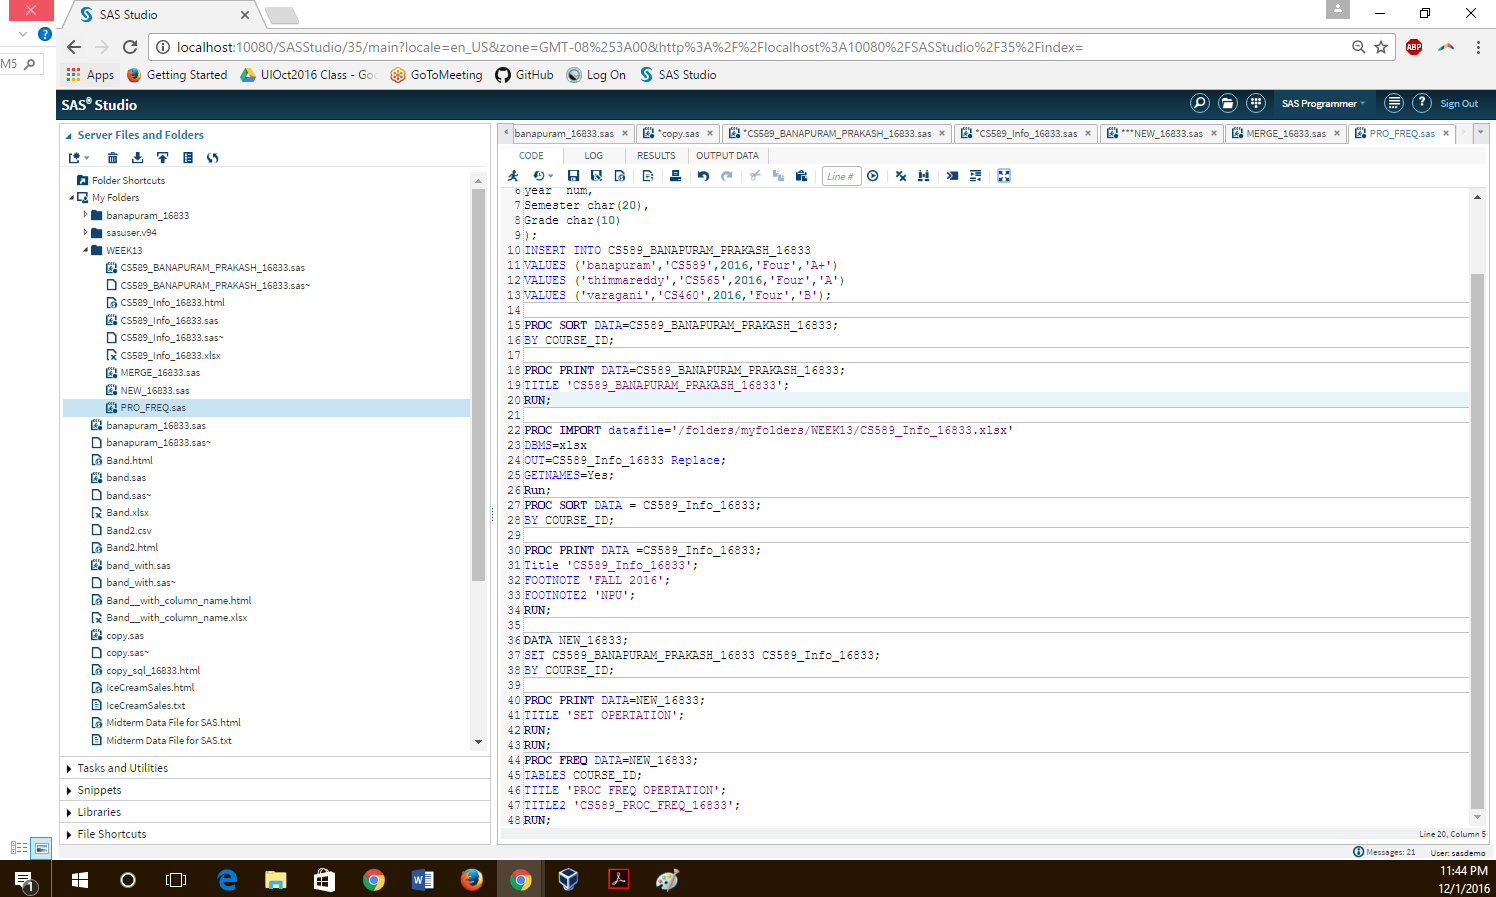 SAS Studio
localhost:10080/SASStudio/35/main?locale=en_US&zone=GMT-08%253A00&http%3A%2F%2Flocalhost%3A10080%2FSASStudio%2F35%2Findex=
ABP
M5
Apps Getting Started UIOct2016 Class - Go GoToMeeting GitHub Log On SAS Studio
SAS® Studio
SAS Programmer
Sign Out
Server Files and Folders
Folder Shortcuts
My Folders
banapuram_16833
sasuser.v94
WEEK13
CS589_BANAPURAM_PRAKASH_16833.sas
CS589_BANAPURAM_PRAKASH_16833.sas~
CS589_Info_16833.html
CS589_Info_16833.sas
CS589_Info_16833.sas~
CS589_Info_16833.xlsx
MERGE_16833.sas
NEW_16833.sas
PRO_FREQ.sas
banapuram_16833.sas
banapuram_16833.sas~
Band.html
band.sas
band.sas~
Band.xlsx
Band2.csv
Band2.html
band_with.sas
band_with.sas~
Band__with_column_name.html
Band__with_column_name.xlsx
copy.sas
copy.sas~
copy_sql_16833.html
IceCreamSales.html
IceCreamSales.txt
Midterm Data File for SAS.html
Midterm Data File for SAS.txt
Tasks and Utilities
Snippets
Libraries
File Shortcuts
banapuram_16833.sas *copy.sas *CS589_BANAPURAM_PRAKASH_16833.sas *CS589_Info_16833.sas ***NEW_16833.sas MERGE_16833.sas PRO_FREQ.sas
CODE LOG RESULTS OUTPUT DATA
Line #
6 year num,
7 Semester char(20),
8 Grade char(10)
9 );
10 INSERT INTO CS589_BANAPURAM_PRAKASH_16833
11 VALUES ('banapuram','CS589',2016,'Four','A+')
12 VALUES ('thimmareddy','CS565',2016,'Four','A')
13 VALUES ('varagani','CS460',2016,'Four','B');
14
15 PROC SORT DATA=CS589_BANAPURAM_PRAKASH_16833;
16 BY COURSE_ID;
17
18 PROC PRINT DATA=CS589_BANAPURAM_PRAKASH_16833;
19 TITLE 'CS589_BANAPURAM_PRAKASH_16833';
20 RUN;
21
22 PROC IMPORT datafile='/folders/myfolders/WEEK13/CS589_Info_16833.xlsx'
23 DBMS=xlsx
24 OUT=CS589_Info_16833 Replace;
25 GETNAMES=Yes;
26 Run;
27 PROC SORT DATA = CS589_Info_16833;
28 BY COURSE_ID;
29
30 PROC PRINT DATA =CS589_Info_16833;
31 Title 'CS589_Info_16833';
32 FOOTNOTE 'FALL 2016';
33 FOOTNOTE2 'NPU';
34 RUN;
35
36 DATA NEW_16833;
37 SET CS589_BANAPURAM_PRAKASH_16833 CS589_Info_16833;
38 BY COURSE_ID;
39
40 PROC PRINT DATA=NEW_16833;
41 TITLE 'SET OPERTATION';
42 RUN;
43 RUN;
44 PROC FREQ DATA=NEW_16833;
45 TABLES COURSE_ID;
46 TITLE 'PROC FREQ OPERTATION';
47 TITLE2 'CS589_PROC_FREQ_16833';
48 RUN;
Line 20, Column 5
Messages: 21 User: sasdemo
1
11:44 PM
12/1/2016